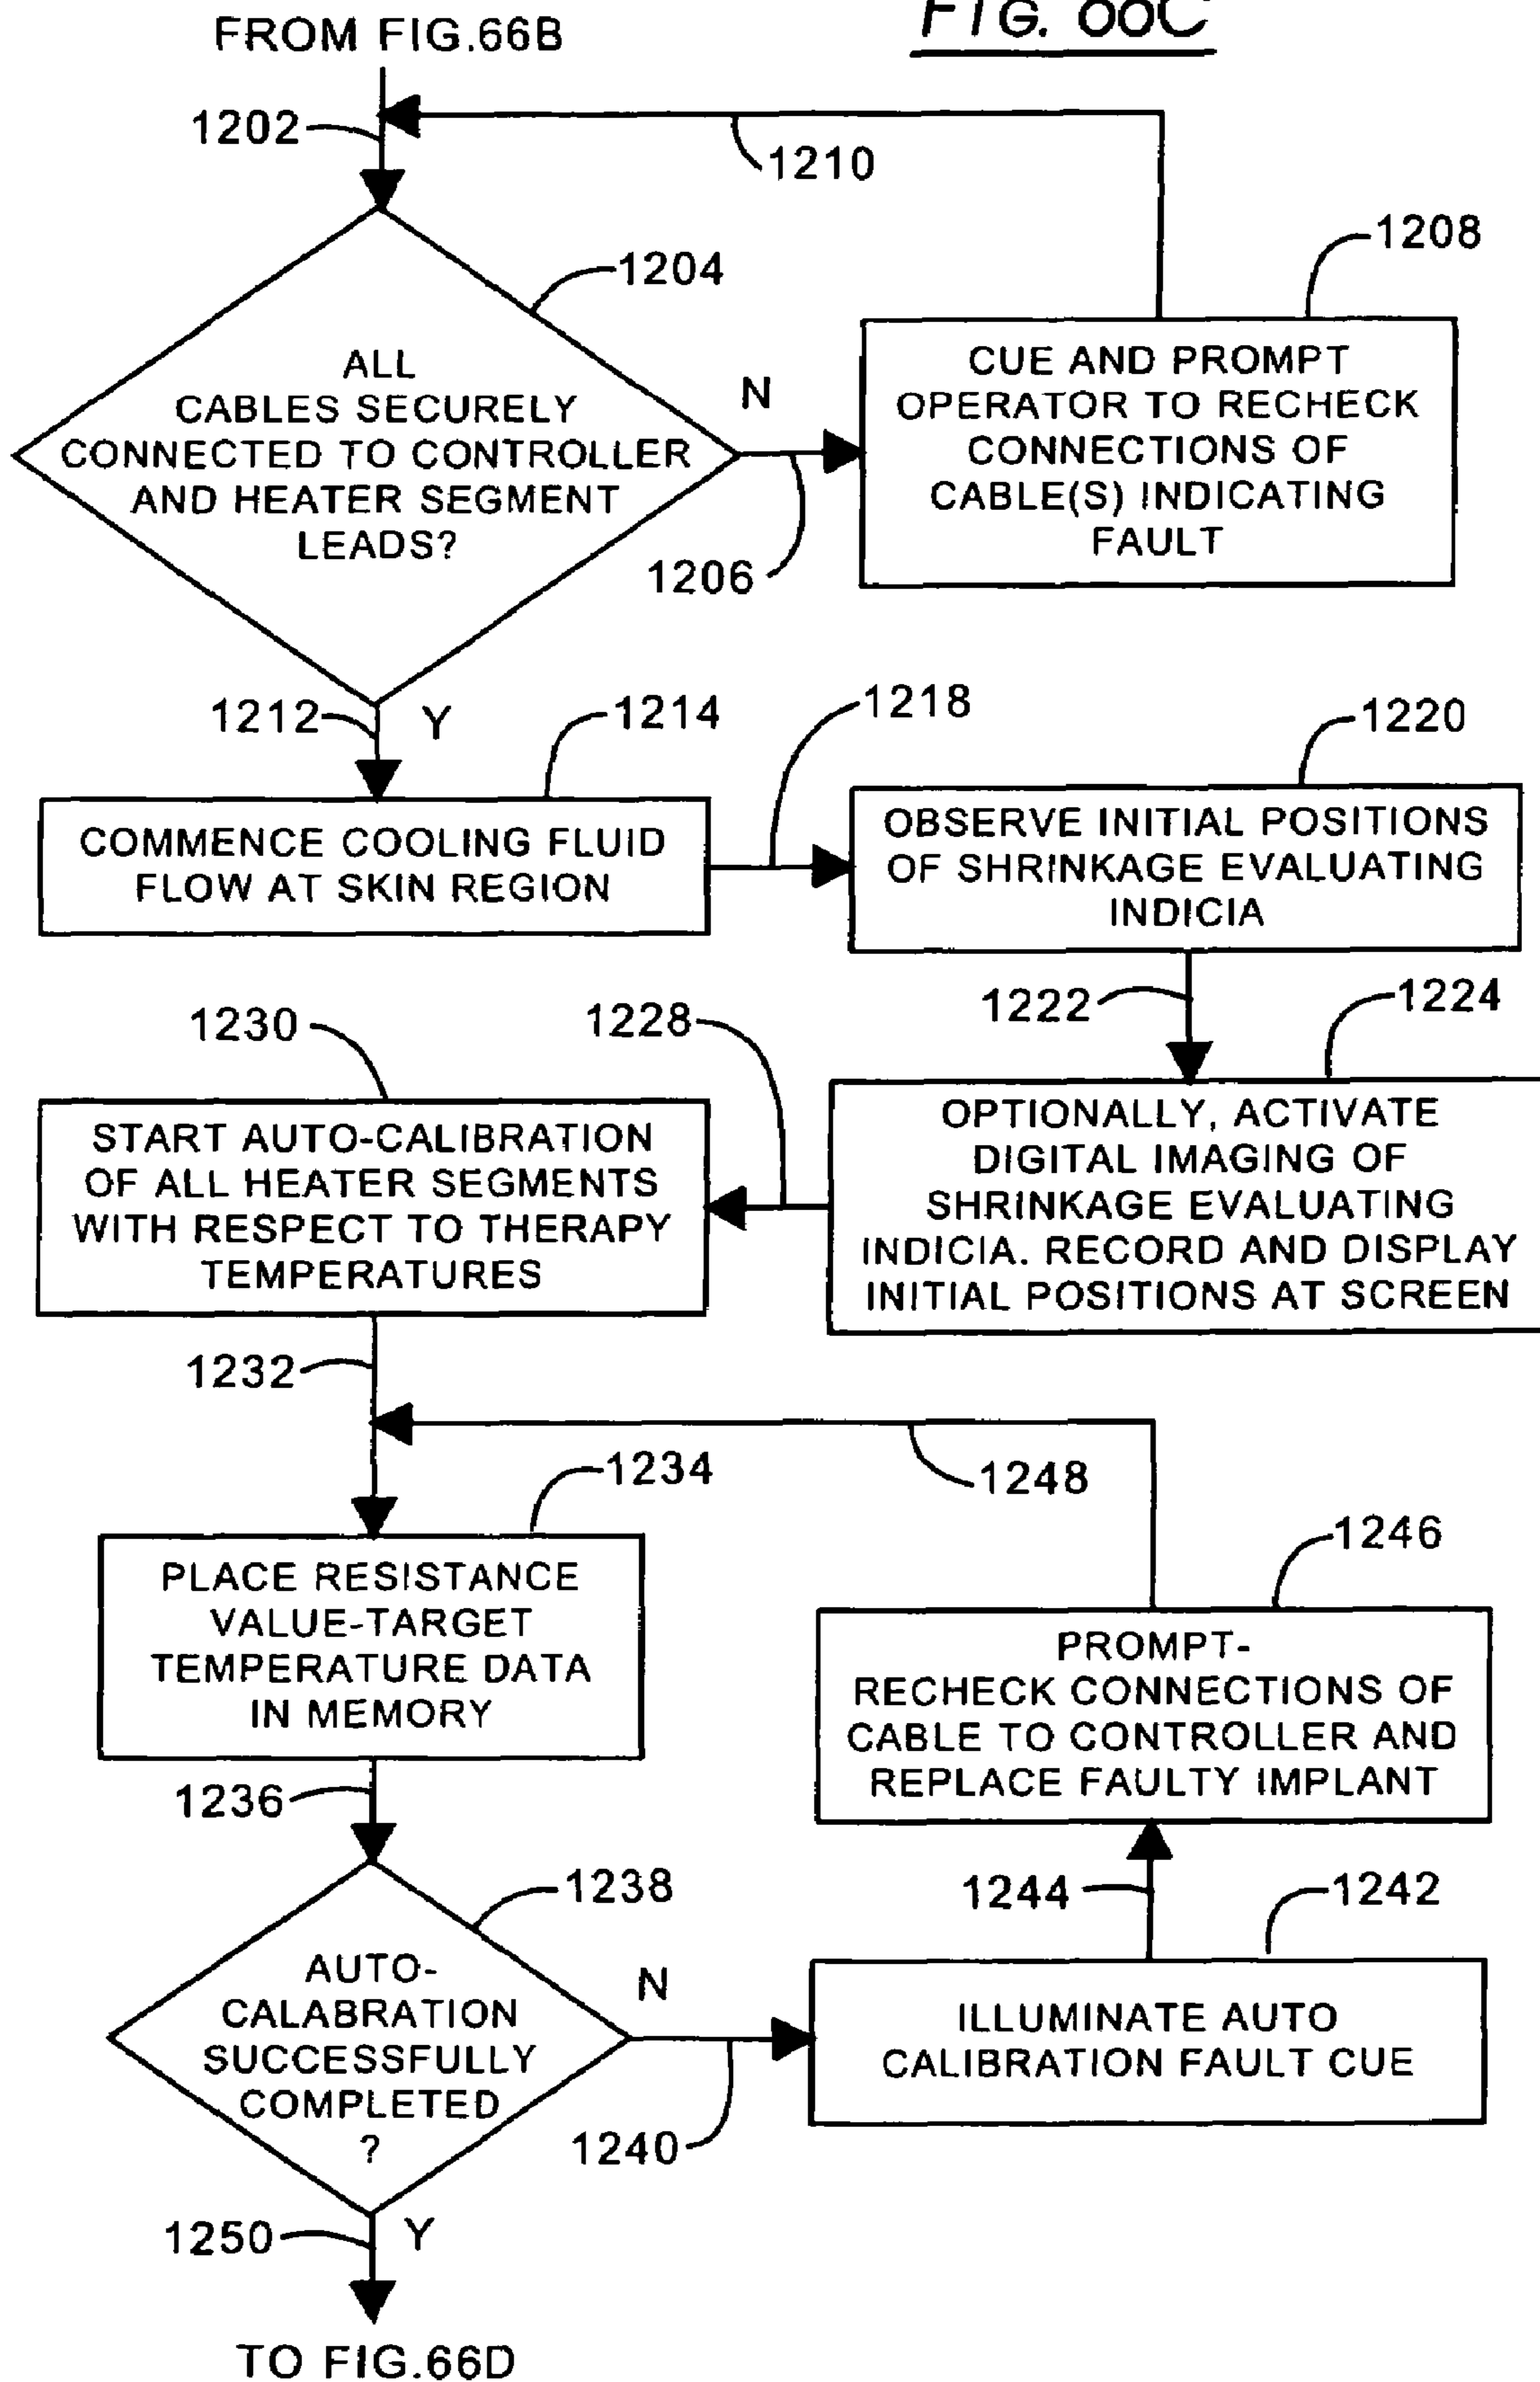 FROM FIG.66B
FIG. 66C
1202
1210
1208
1204
ALL
CABLES SECURELY
CONNECTED TO CONTROLLER
AND HEATER SEGMENT
LEADS?
N
1206
CUE AND PROMPT
OPERATOR TO RECHECK
CONNECTIONS OF
CABLE(S) INDICATING
FAULT
1212
Y
1214
1218
1220
COMMENCE COOLING FLUID
FLOW AT SKIN REGION
OBSERVE INITIAL POSITIONS
OF SHRINKAGE EVALUATING
INDICIA
1222
1224
1230
1228
START AUTO-CALIBRATION
OF ALL HEATER SEGMENTS
WITH RESPECT TO THERAPY
TEMPERATURES
OPTIONALLY, ACTIVATE
DIGITAL IMAGING OF
SHRINKAGE EVALUATING
INDICIA. RECORD AND DISPLAY
INITIAL POSITIONS AT SCREEN
1232
1248
1234
PLACE RESISTANCE
VALUE-TARGET
TEMPERATURE DATA
IN MEMORY
1246
PROMPT-
RECHECK CONNECTIONS OF
CABLE TO CONTROLLER AND
REPLACE FAULTY IMPLANT
1236
1238
1244
1242
AUTO-
CALABRATION
SUCCESSFULLY
COMPLETED
?
N
1240
ILLUMINATE AUTO
CALIBRATION FAULT CUE
1250
Y
TO FIG.66D